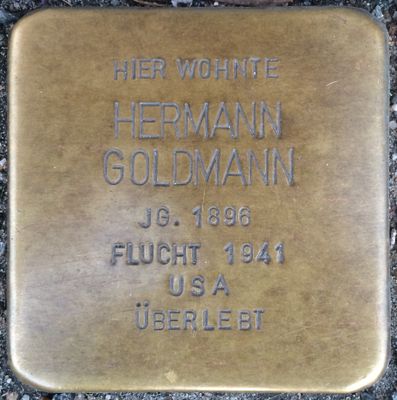 HIER WOHNTE
HERMANN
GOLDMANN
JG. 1896
FLUCHT 1941
USA
ÜBERLEBT